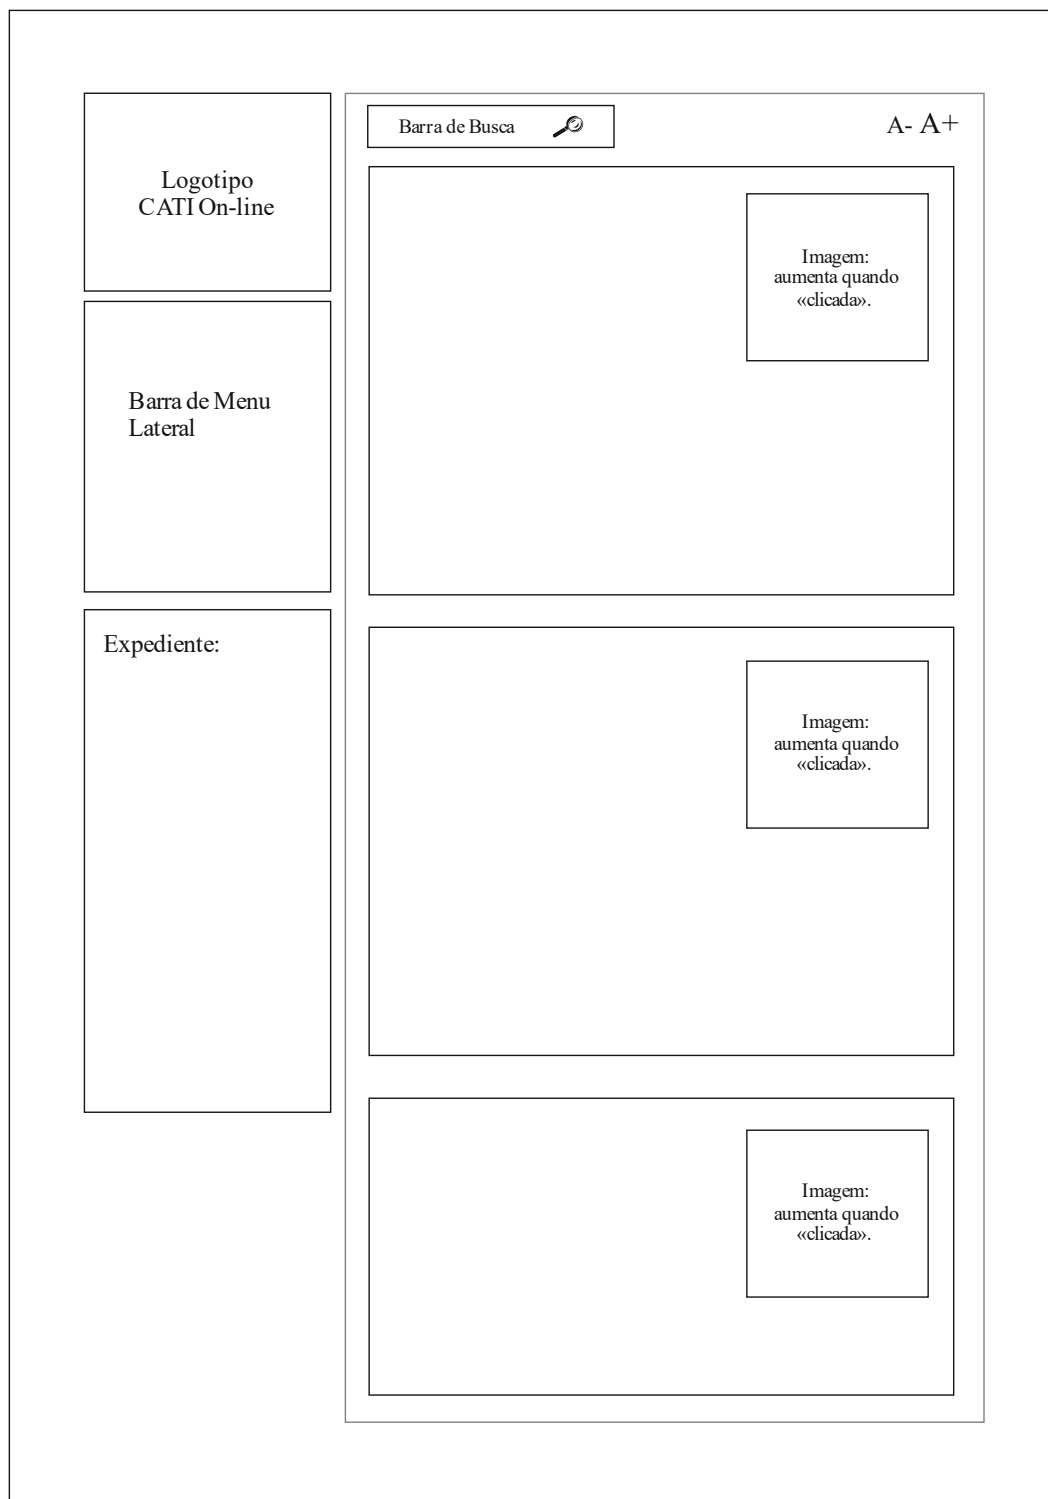 Logotipo
CATI On-line
Barra de Menu
Lateral
Expediente:
Barra de Busca
A- A+
Imagem:
aumenta quando
«clicada».
Imagem:
aumenta quando
«clicada».
Imagem:
aumenta quando
«clicada».